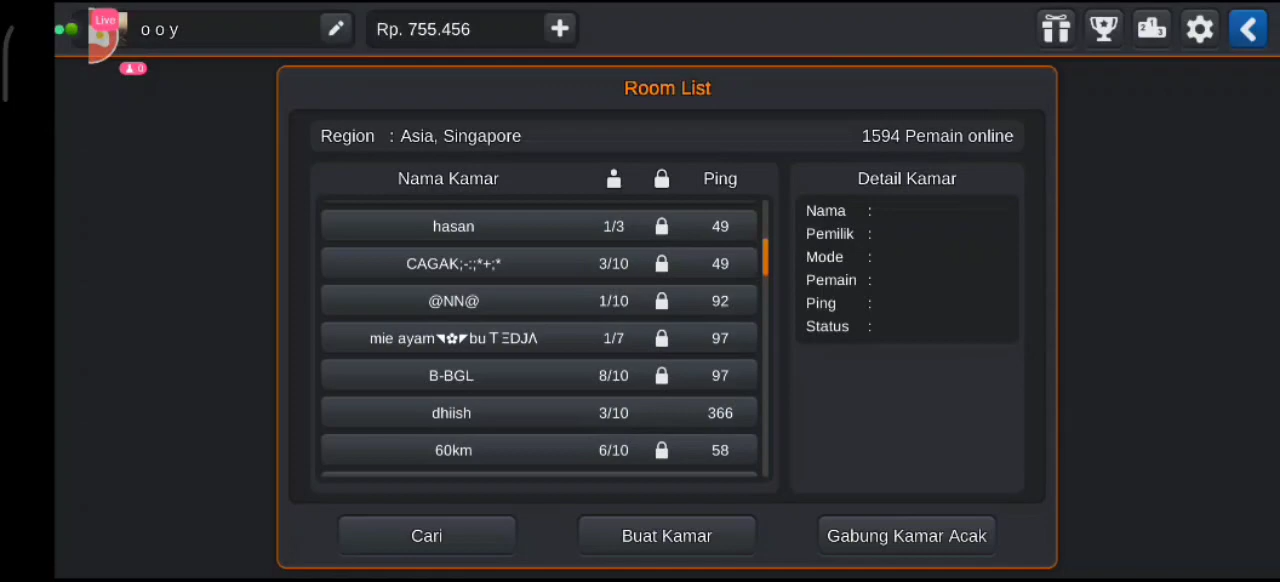 Live
o o y
Rp. 755.456
0
Room List
Region : Asia, Singapore
1594 Pemain online
Nama Kamar Ping
hasan 1/3 49
CAGAK;-:;*+;* 3/10 49
@NN@ 1/10 92
mie ayam◥✿◤bu TΞDJΛ 1/7 97
B-BGL 8/10 97
dhiish 3/10 366
60km 6/10 58
Detail Kamar
Nama :
Pemilik :
Mode :
Pemain :
Ping :
Status :
Cari
Buat Kamar
Gabung Kamar Acak